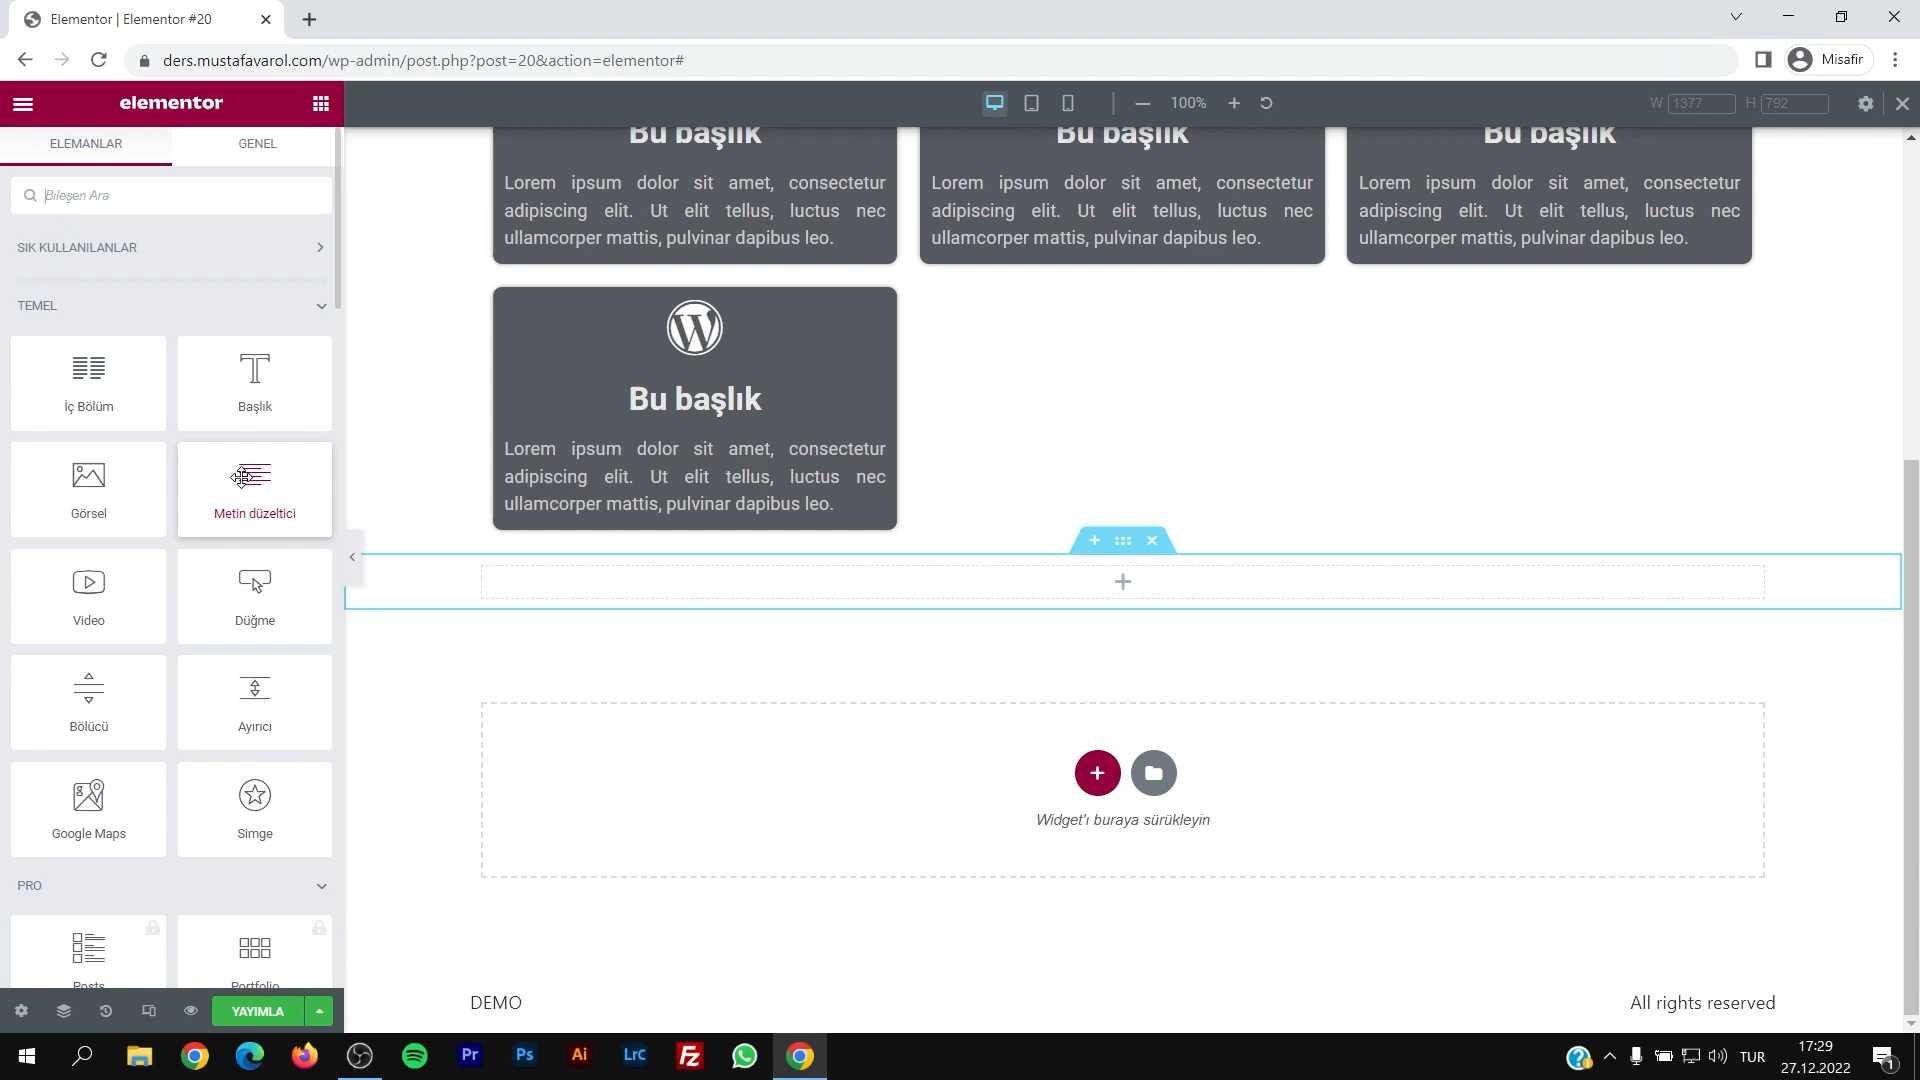 Elementor | Elementor #20
ders.mustafavarol.com/wp-admin/post.php?post=20&action=elementor#
Misafir
elementor
100%
W 1377 H 792
ELEMANLAR GENEL
Bileşen Ara
SIK KULLANILANLAR
TEMEL
İç Bölüm Başlık
Görsel Metin düzeltici
Video Düğme
Bölücü Ayırıcı
Google Maps Simge
PRO
Posts Portfolio
YAYIMLA
Bu başlık
Lorem ipsum dolor sit amet, consectetur
adipiscing elit. Ut elit tellus, luctus nec
ullamcorper mattis, pulvinar dapibus leo.
Bu başlık
Lorem ipsum dolor sit amet, consectetur
adipiscing elit. Ut elit tellus, luctus nec
ullamcorper mattis, pulvinar dapibus leo.
Bu başlık
Lorem ipsum dolor sit amet, consectetur
adipiscing elit. Ut elit tellus, luctus nec
ullamcorper mattis, pulvinar dapibus leo.
Bu başlık
Lorem ipsum dolor sit amet, consectetur
adipiscing elit. Ut elit tellus, luctus nec
ullamcorper mattis, pulvinar dapibus leo.
Widget'ı buraya sürükleyin
DEMO All rights reserved
Pr Ps Ai LrC Fz
TUR
17:29
27.12.2022
1